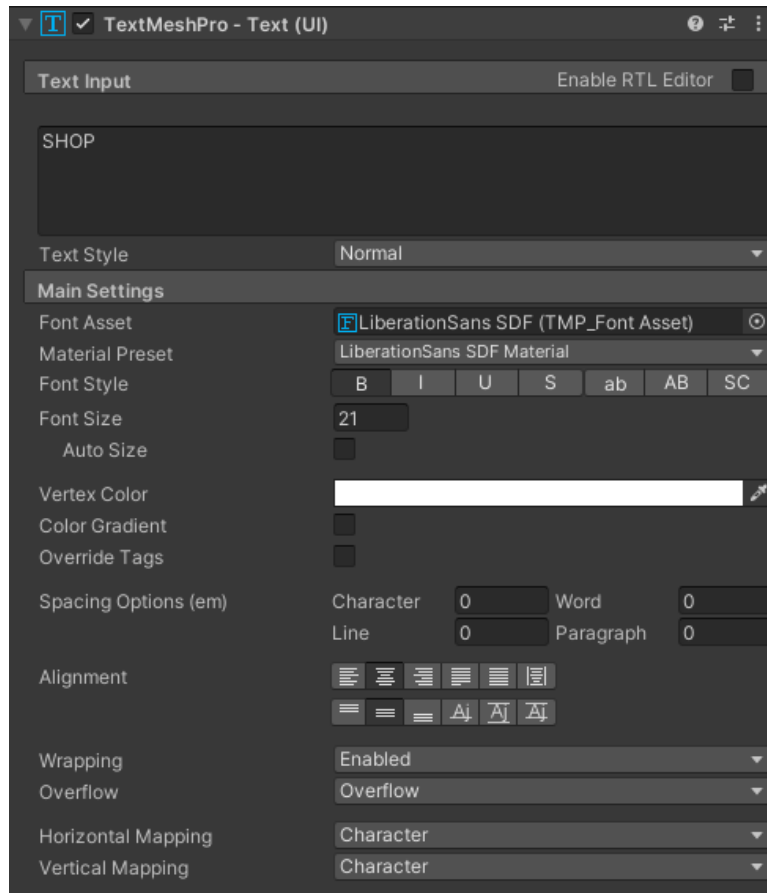 TextMeshPro - Text (UI)
Text Input Enable RTL Editor
SHOP
Text Style Normal
Main Settings
Font Asset LiberationSans SDF (TMP_Font Asset)
Material Preset LiberationSans SDF Material
Font Style B I U S ab AB SC
Font Size 21
Auto Size
Vertex Color
Color Gradient
Override Tags
Spacing Options (em) Character 0 Word 0
Line 0 Paragraph 0
Alignment
Wrapping Enabled
Overflow Overflow
Horizontal Mapping Character
Vertical Mapping Character